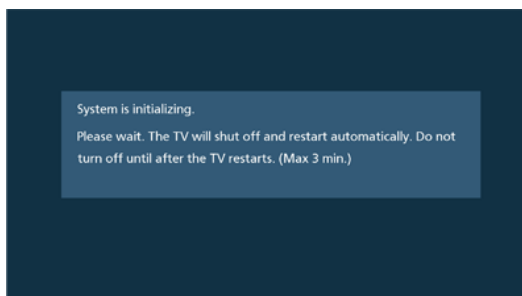 System is initializing.
Please wait. The TV will shut off and restart automatically. Do not
turn off until after the TV restarts. (Max 3 min.)